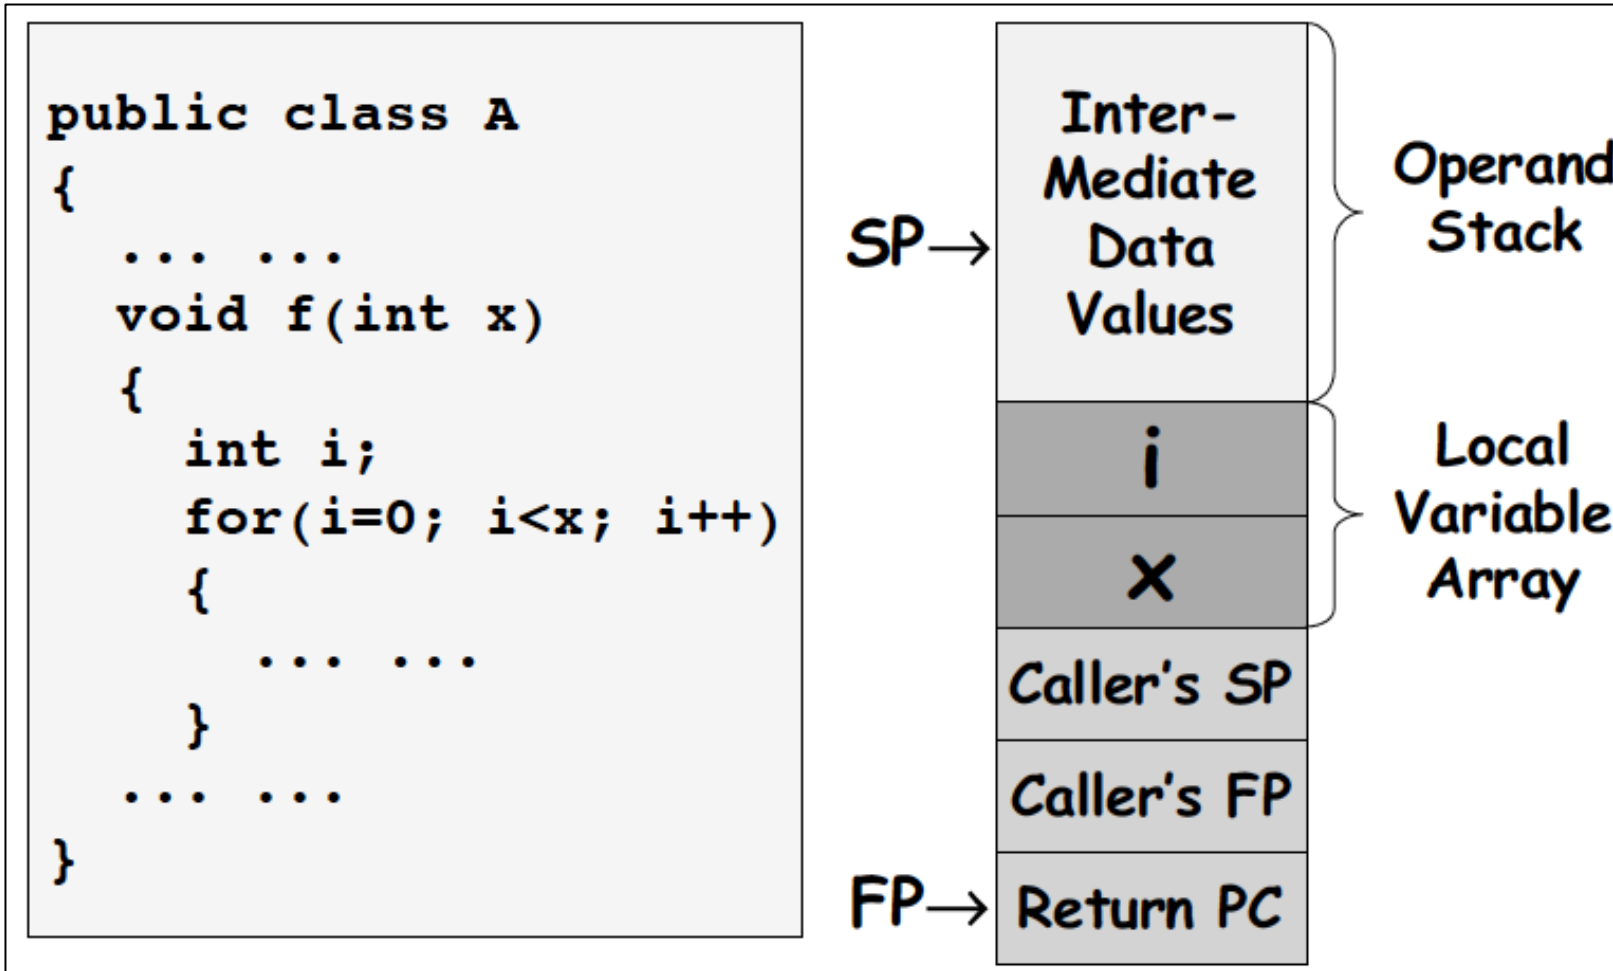 public class A
{
... ...
void f(int x)
{
int i;
for(i=0; i<x; i++)
{
... ...
}
... ...
}
SP→
FP→
Inter-
Mediate
Data
Values
i
x
Caller's SP
Caller's FP
Return PC
Operand
Stack
Local
Variable
Array